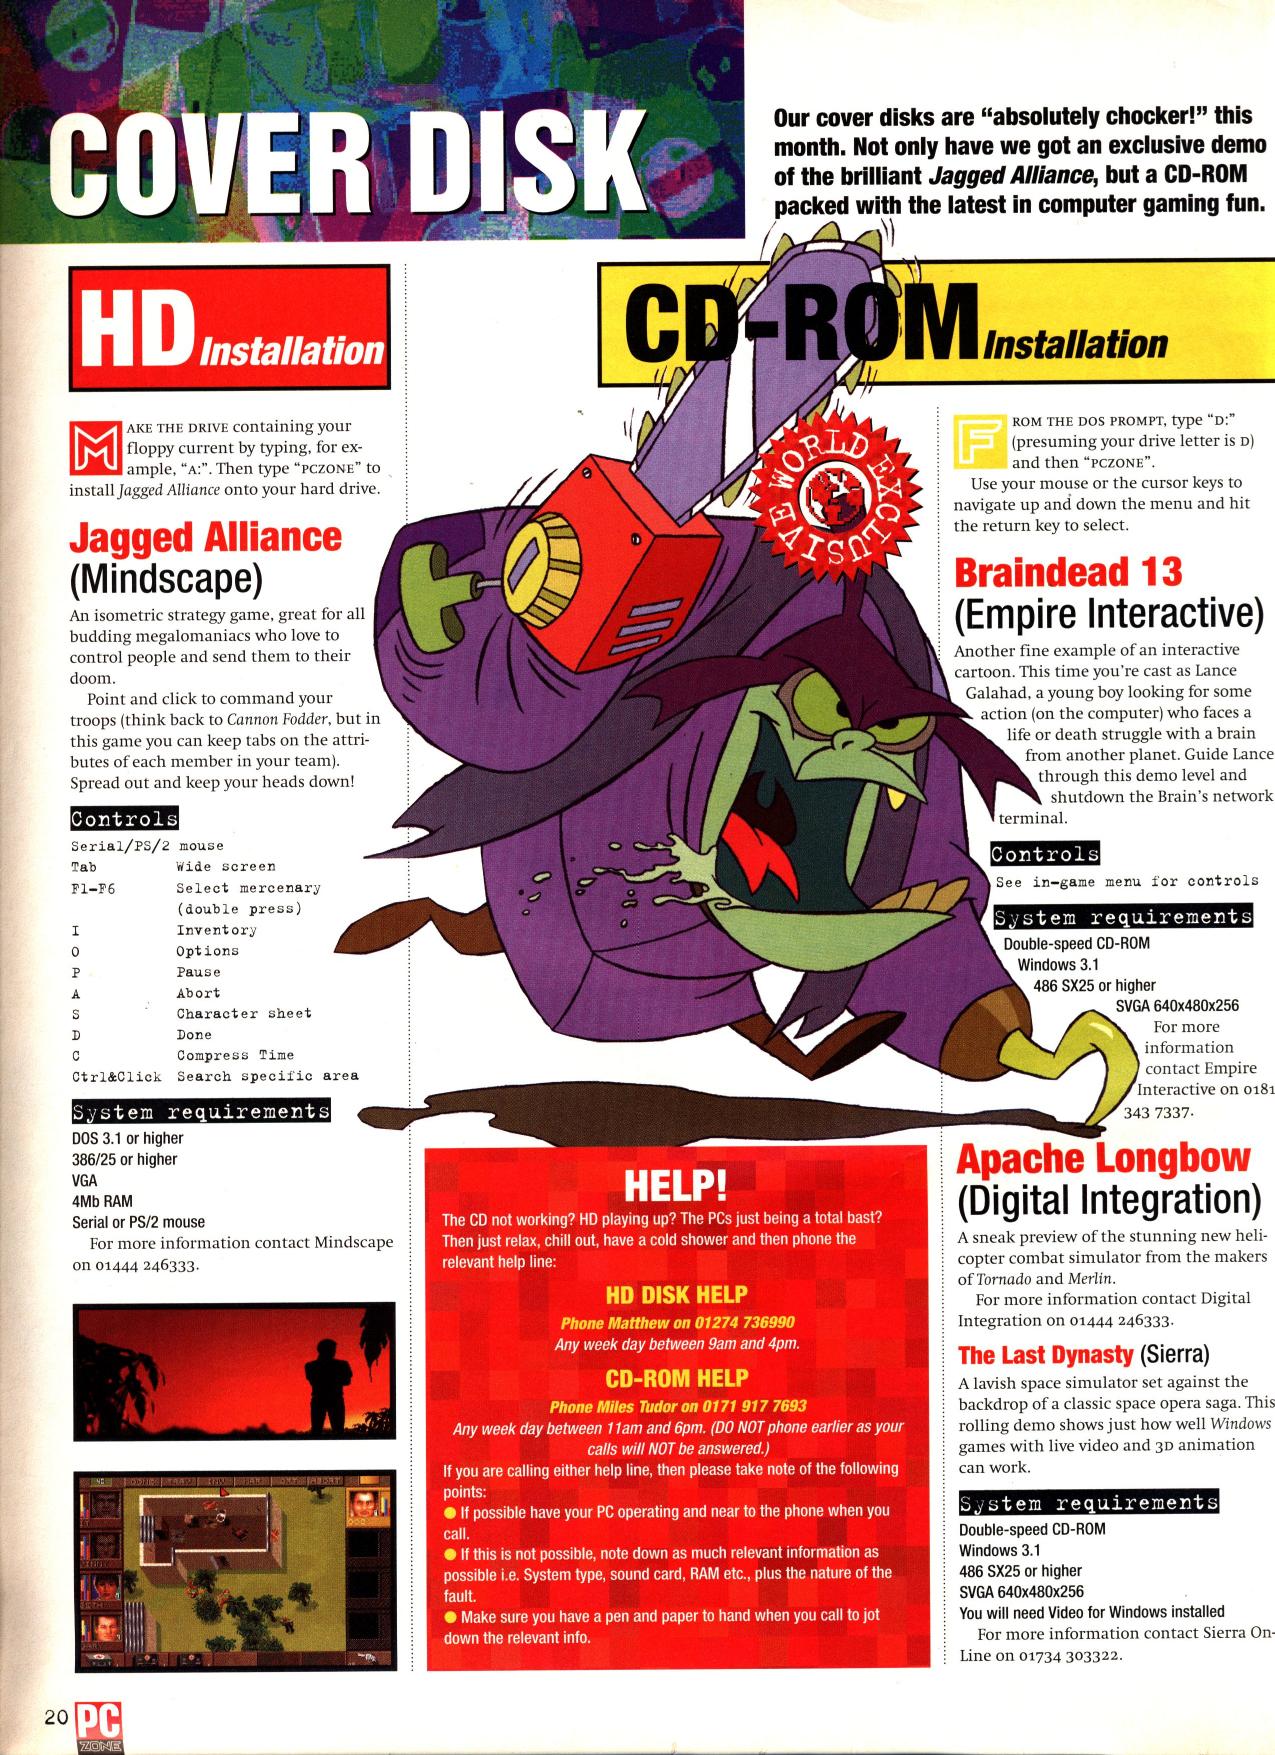 COVER DISK
Our cover disks are “absolutely chocker!” this
month. Not only have we got an exclusive demo
of the brilliant Jagged Alliance, but a CD-ROM
packed with the latest in computer gaming fun.
HD Installation
MAKE THE DRIVE containing your
floppy current by typing, for ex-
ample, “A:”. Then type “PCZONE” to
install Jagged Alliance onto your hard drive.
Jagged Alliance
(Mindscape)
An isometric strategy game, great for all
budding megalomaniacs who love to
control people and send them to their
doom.
Point and click to command your
troops (think back to Cannon Fodder, but in
this game you can keep tabs on the attri-
butes of each member in your team).
Spread out and keep your heads down!
Controls
Serial/PS/2 mouse
Tab Wide screen
F1–F6 Select mercenary
(double press)
I Inventory
O Options
P Pause
A Abort
S Character sheet
D Done
C Compress Time
Ctrl&Click Search specific area
System requirements
DOS 3.1 or higher
386/25 or higher
VGA
4Mb RAM
Serial or PS/2 mouse
For more information contact Mindscape
on 01444 246333.
WORLD EXCLUSIVE
HELP!
The CD not working? HD playing up? The PCs just being a total bast?
Then just relax, chill out, have a cold shower and then phone the
relevant help line:
HD DISK HELP
Phone Matthew on 01274 736990
Any week day between 9am and 4pm.
CD-ROM HELP
Phone Miles Tudor on 0171 917 7693
Any week day between 11am and 6pm. (DO NOT phone earlier as your
calls will NOT be answered.)
If you are calling either help line, then please take note of the following
points:
● If possible have your PC operating and near to the phone when you
call.
● If this is not possible, note down as much relevant information as
possible i.e. System type, sound card, RAM etc., plus the nature of the
fault.
● Make sure you have a pen and paper to hand when you call to jot
down the relevant info.
CD-ROM Installation
FROM THE DOS PROMPT, type “D:”
(presuming your drive letter is D)
and then “PCZONE”.
Use your mouse or the cursor keys to
navigate up and down the menu and hit
the return key to select.
Braindead 13
(Empire Interactive)
Another fine example of an interactive
cartoon. This time you’re cast as Lance
Galahad, a young boy looking for some
action (on the computer) who faces a
life or death struggle with a brain
from another planet. Guide Lance
through this demo level and
shutdown the Brain’s network
terminal.
Controls
See in-game menu for controls
System requirements
Double-speed CD-ROM
Windows 3.1
486 SX25 or higher
SVGA 640x480x256
For more
information
contact Empire
Interactive on 0181
343 7337.
Apache Longbow
(Digital Integration)
A sneak preview of the stunning new heli-
copter combat simulator from the makers
of Tornado and Merlin.
For more information contact Digital
Integration on 01444 246333.
The Last Dynasty (Sierra)
A lavish space simulator set against the
backdrop of a classic space opera saga. This
rolling demo shows just how well Windows
games with live video and 3D animation
can work.
System requirements
Double-speed CD-ROM
Windows 3.1
486 SX25 or higher
SVGA 640x480x256
You will need Video for Windows installed
For more information contact Sierra On-
Line on 01734 303322.
20 PC
ZONE